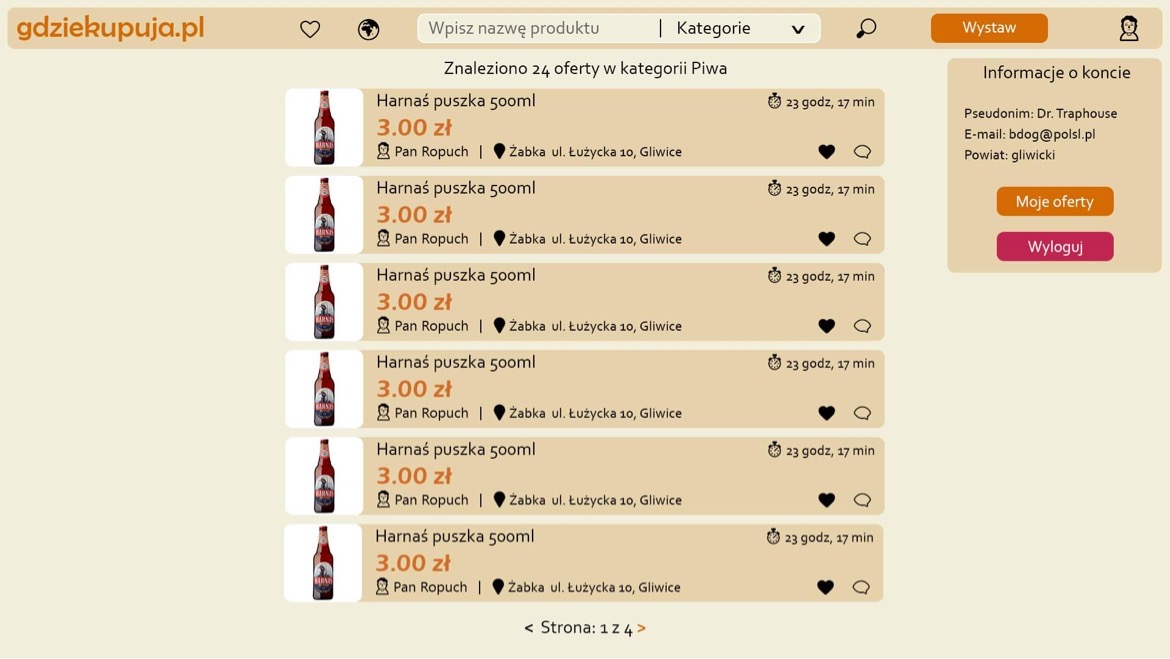 gdziekupuja.pl
Wpisz nazwę produktu | Kategorie
Wystaw
Znaleziono 24 oferty w kategorii Piwa
Harnaś puszka 500ml
23 godz, 17 min
3.00 zł
Pan Ropuch | Żabka ul. Łużycka 10, Gliwice
HARNAŚ
Harnaś puszka 500ml
23 godz, 17 min
3.00 zł
Pan Ropuch | Żabka ul. Łużycka 10, Gliwice
HARNAŚ
Harnaś puszka 500ml
23 godz, 17 min
3.00 zł
Pan Ropuch | Żabka ul. Łużycka 10, Gliwice
HARNAŚ
Harnaś puszka 500ml
23 godz, 17 min
3.00 zł
Pan Ropuch | Żabka ul. Łużycka 10, Gliwice
HARNAŚ
Harnaś puszka 500ml
23 godz, 17 min
3.00 zł
Pan Ropuch | Żabka ul. Łużycka 10, Gliwice
HARNAŚ
Harnaś puszka 500ml
23 godz, 17 min
3.00 zł
Pan Ropuch | Żabka ul. Łużycka 10, Gliwice
HARNAŚ
< Strona: 1 z 4 >
Informacje o koncie
Pseudonim: Dr. Traphouse
E-mail: bdog@polsl.pl
Powiat: gliwicki
Moje oferty
Wyloguj